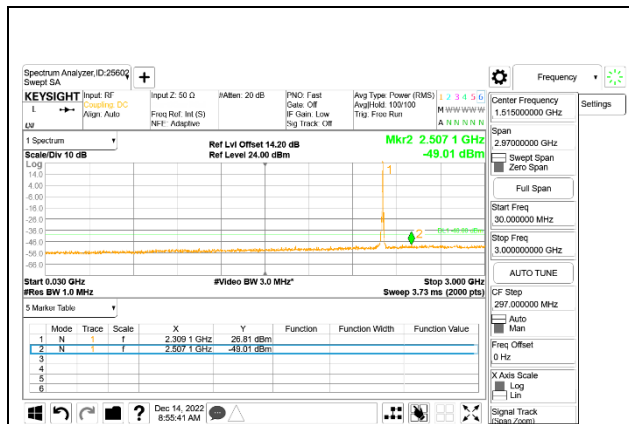 Spectrum Analyzer,ID:25602
Swept SA
+
Frequency
KEYSIGHT
L
Input: RF
Coupling: DC
Align: Auto
Input Z: 50 Ω
Freq Ref: Int (S)
NFE: Adaptive
#Atten: 20 dB
PNO: Fast
Gate: Off
IF Gain: Low
Sig Track: Off
Avg Type: Power (RMS)
Avg|Hold: 100/100
Trig: Free Run
1 2 3 4 5 6
M W W W W W
A N N N N N
1 Spectrum
Scale/Div 10 dB
Ref Lvl Offset 14.20 dB
Ref Level 24.00 dBm
Mkr2 2.507 1 GHz
-49.01 dBm
Log
14.0
4.00
-6.00
-16.0
-26.0
-36.0
-46.0
-56.0
-66.0
1
2
Start 0.030 GHz
#Res BW 1.0 MHz
#Video BW 3.0 MHz*
Stop 3.000 GHz
Sweep 3.73 ms (2000 pts)
5 Marker Table
Mode Trace Scale X Y Function Function Width Function Value
1 N 1 f 2.309 1 GHz 26.81 dBm
2 N 1 f 2.507 1 GHz -49.01 dBm
3
4
5
6
?
Dec 14, 2022
8:55:41 AM
Center Frequency
1.515000000 GHz
Settings
Span
2.97000000 GHz
Swept Span
Zero Span
Full Span
Start Freq
30.000000 MHz
Stop Freq
3.000000000 GHz
AUTO TUNE
CF Step
297.000000 MHz
Auto
Man
Freq Offset
0 Hz
X Axis Scale
Log
Lin
Signal Track
(Span Zoom)